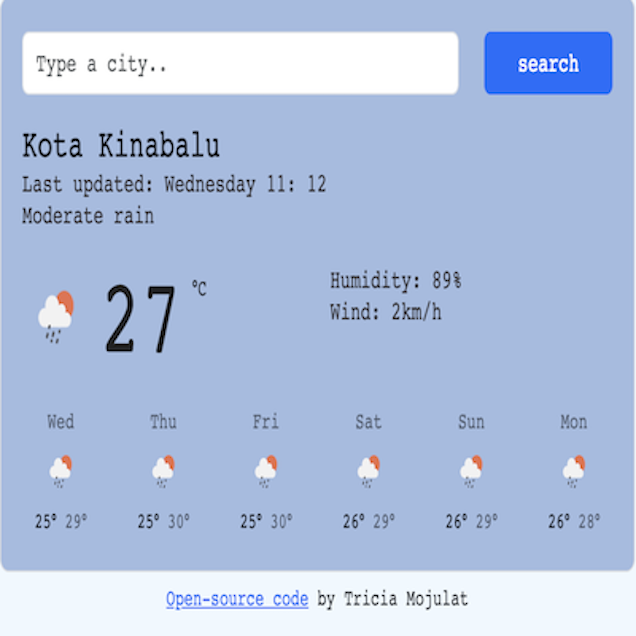 Type a city..
search
Kota Kinabalu
Last updated: Wednesday 11: 12
Moderate rain
27 °C
Humidity: 89%
Wind: 2km/h
Wed Thu Fri Sat Sun Mon
25° 29° 25° 30° 25° 30° 26° 29° 26° 29° 26° 28°
Open-source code by Tricia Mojulat